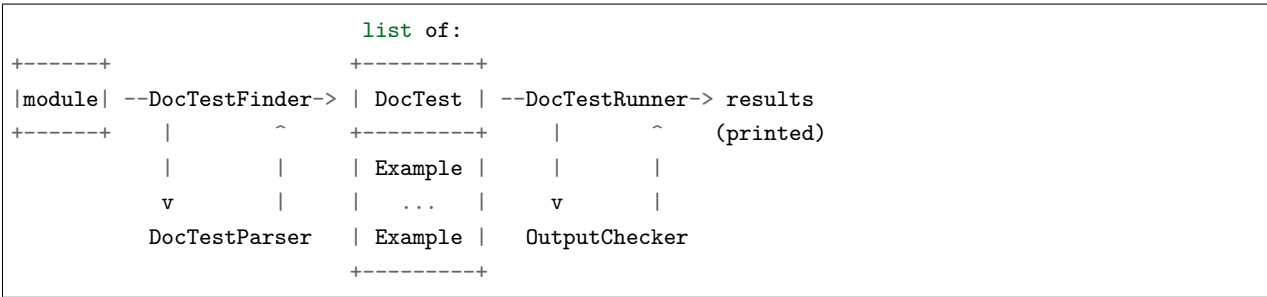 list of:
+------+                   +---------+
|module| --DocTestFinder-> | DocTest | --DocTestRunner-> results
+------+    |        ^     +---------+     |       ^    (printed)
            |        |     | Example |     |       |
            v        |     |   ...   |     v       |
           DocTestParser   | Example |   OutputChecker
                           +---------+